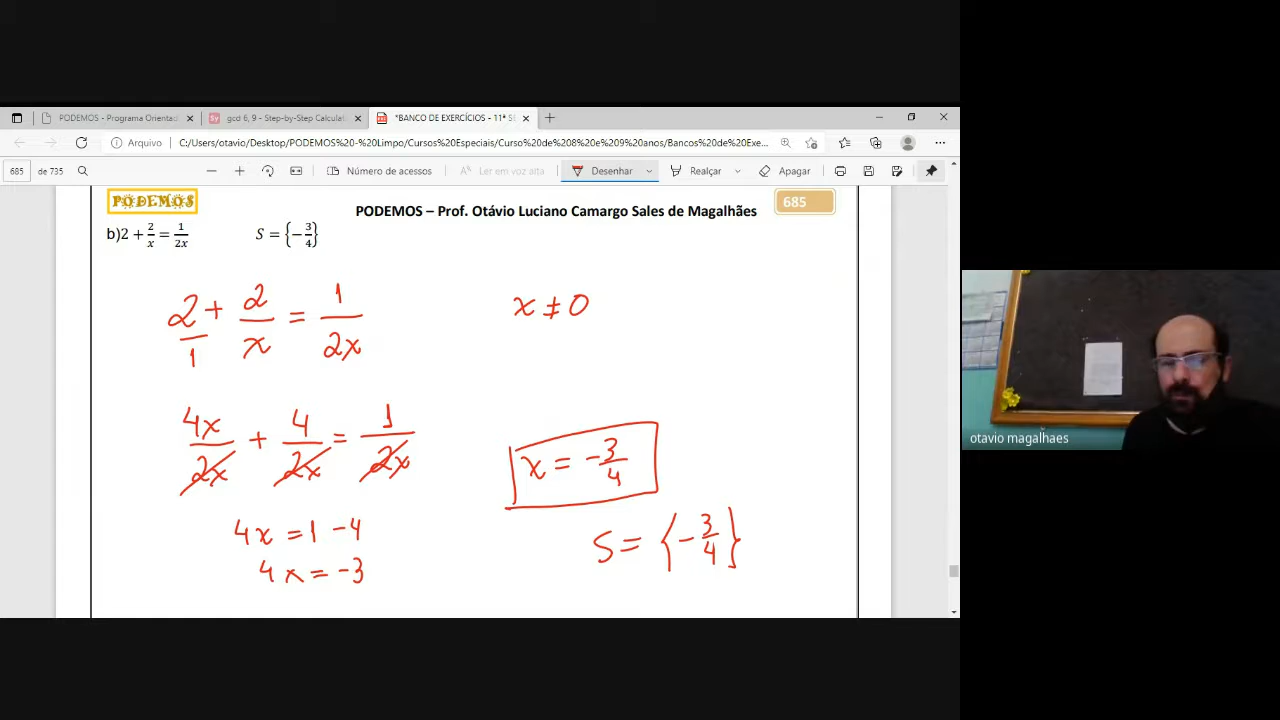 PODEMOS - Programa Orientad
gcd 6, 9 - Step-by-Step Calculat
*BANCO DE EXERCÍCIOS - 11ª SE
Arquivo | C:/Users/otavio/Desktop/PODEMOS%20-%20Limpo/Cursos%20Especiais/Curso%20de%208%20e%209%20anos/Bancos%20de%20Exe...
685 de 735
Número de acessos
Ler em voz alta
Desenhar
Realçar
Apagar
PODEMOS
PODEMOS – Prof. Otávio Luciano Camargo Sales de Magalhães
685
b)2 + 2/x = 1/2x S = {−3/4}
2/1 + 2/x = 1/2x x ≠ 0
4x/2x + 4/2x = 1/2x
x = -3/4
4x = 1 - 4
S = {-3/4}
4x = -3
otavio magalhaes